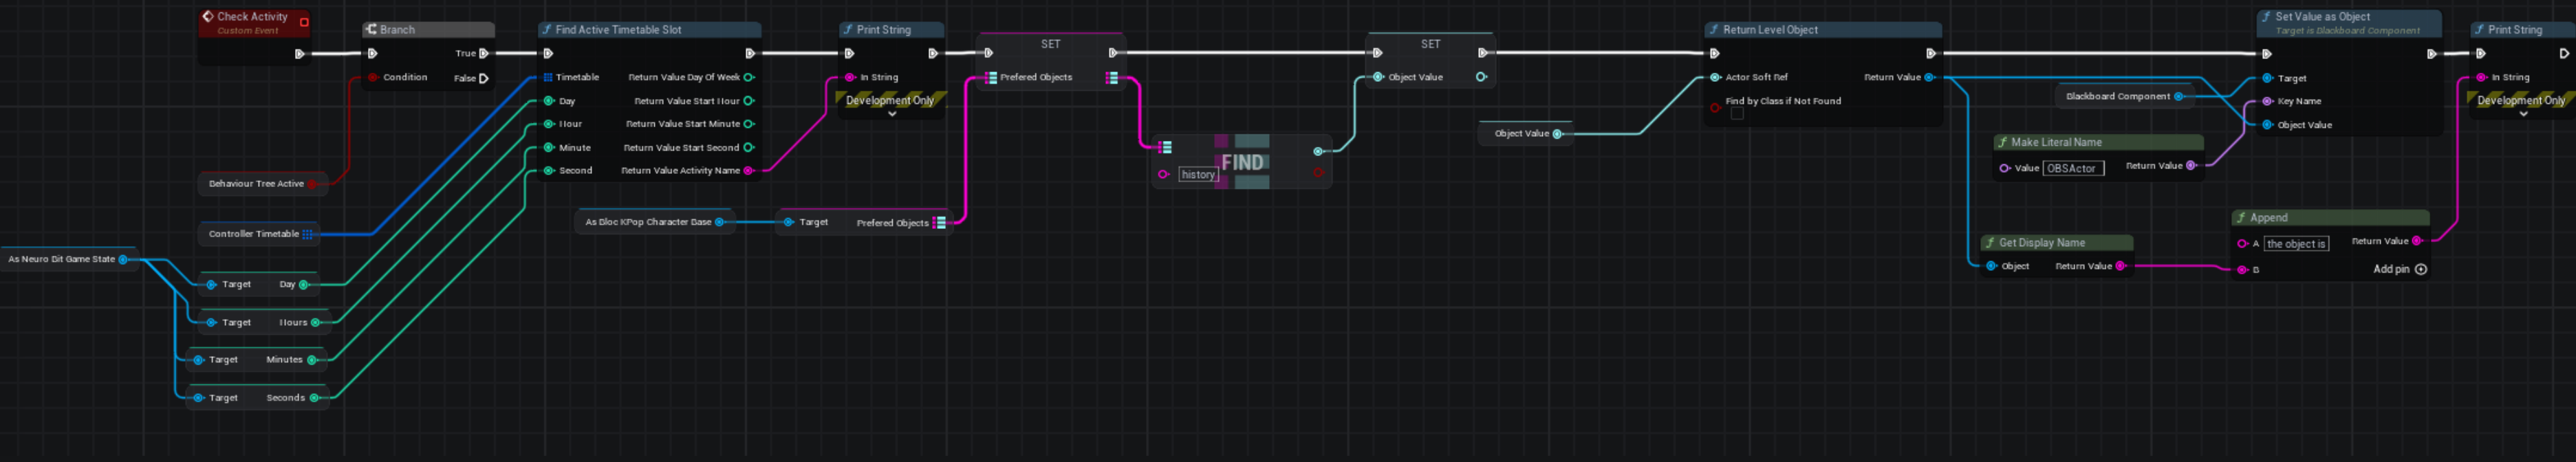 Check Activity
Custom Event
Branch
True
Condition
False
Find Active Timetable Slot
Timetable
Return Value Day Of Week
Day
Return Value Start Hour
Hour
Return Value Start Minute
Minute
Return Value Start Second
Second
Return Value Activity Name
Print String
In String
Development Only
SET
Prefered Objects
SET
Object Value
Return Level Object
Actor Soft Ref
Return Value
Find by Class if Not Found
Set Value as Object
Target is Blackboard Component
Target
Key Name
Object Value
Print String
In String
Development Only
Blackboard Component
Object Value
FIND
history
Make Literal Name
Value
OBSActor
Return Value
Behaviour Tree Active
Controller Timetable
As Bloc KPop Character Base
Target
Prefered Objects
As Neuro Bit Game State
Target
Day
Target
Hours
Target
Minutes
Target
Seconds
Get Display Name
Object
Return Value
Append
A
the object is
Return Value
B
Add pin